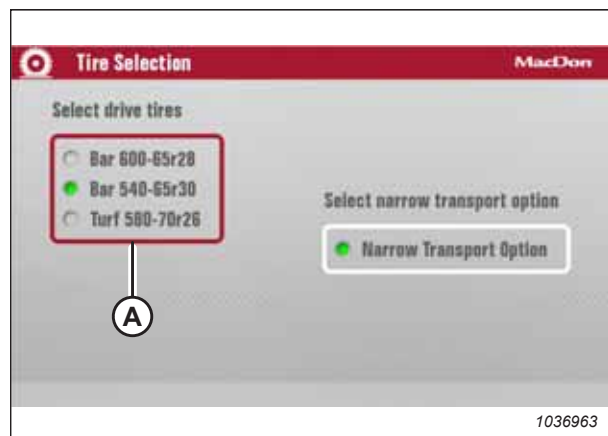 Tire Selection
MacDon
Select drive tires
Bar 600-65r28
Bar 540-65r30
Turf 580-70r26
Select narrow transport option
Narrow Transport Option
A
1036963